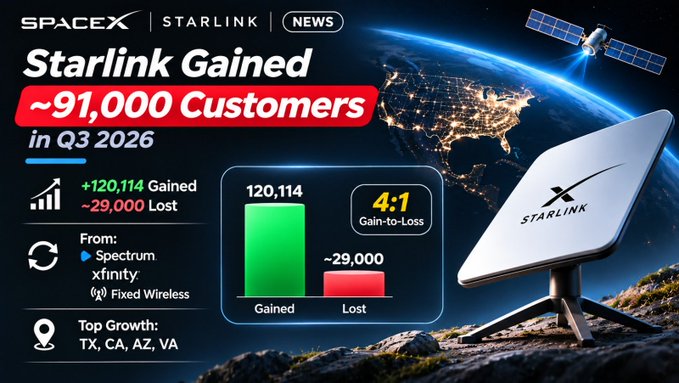 SPACEX | STARLINK | NEWS
Starlink Gained
~91,000 Customers
in Q3 2026
+120,114 Gained
~29,000 Lost
From:
Spectrum
xfinity
Fixed Wireless
Top Growth:
TX, CA, AZ, VA
120,114
~29,000
4:1
Gain-to-Loss
Gained
Lost
X
STARLINK